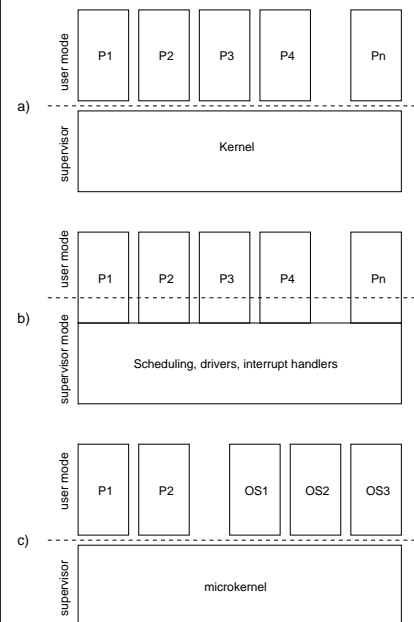 user mode
P1 P2 P3 P4 Pn
a)
supervisor
Kernel
user mode
P1 P2 P3 P4 Pn
b)
supervisor mode
Scheduling, drivers, interrupt handlers
user mode
P1 P2 OS1 OS2 OS3
c)
supervisor
microkernel